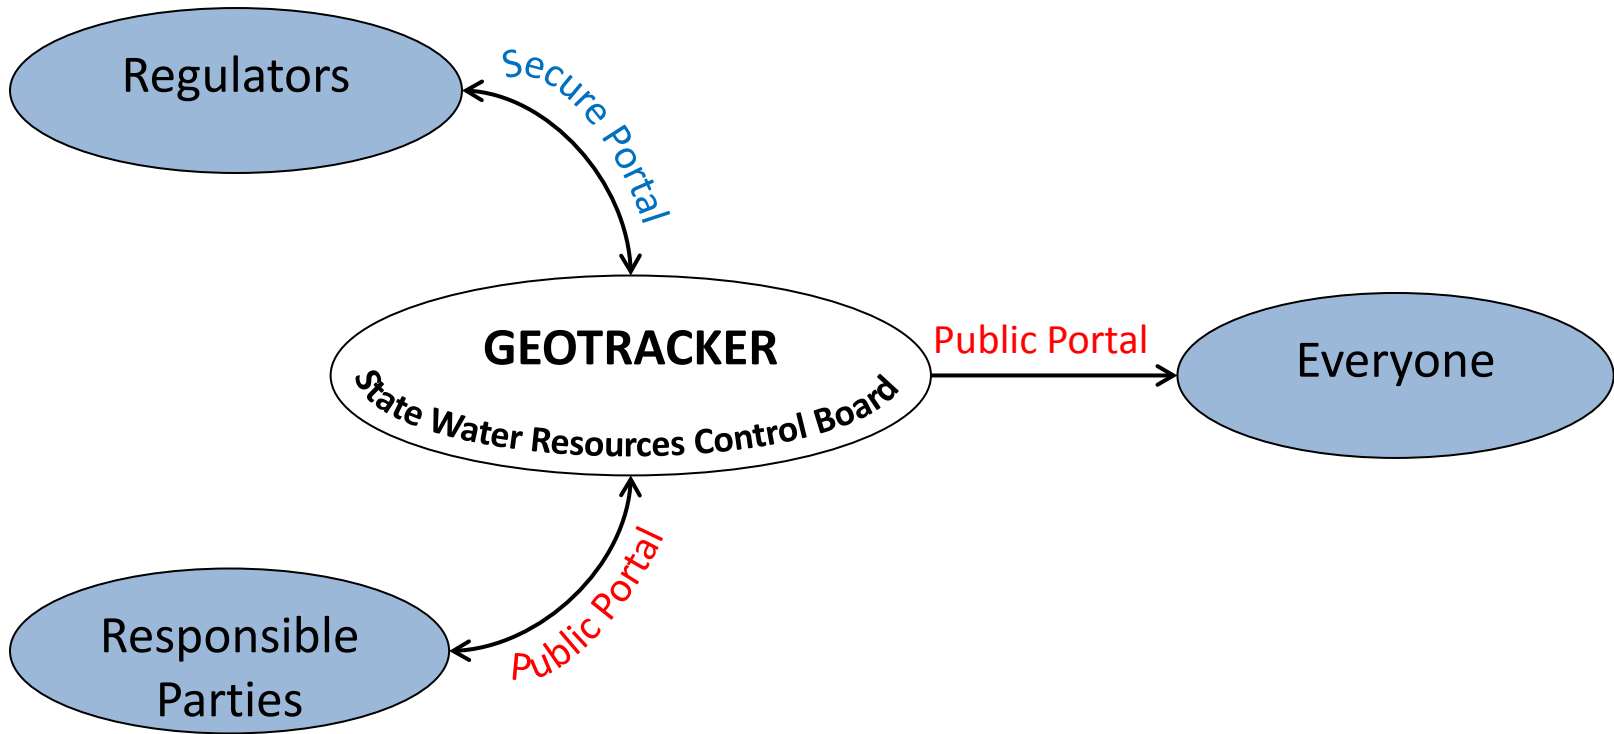 Regulators
Secure Portal
GEOTRACKER
State Water Resources Control Board
Public Portal
Everyone
Public Portal
Responsible
Parties